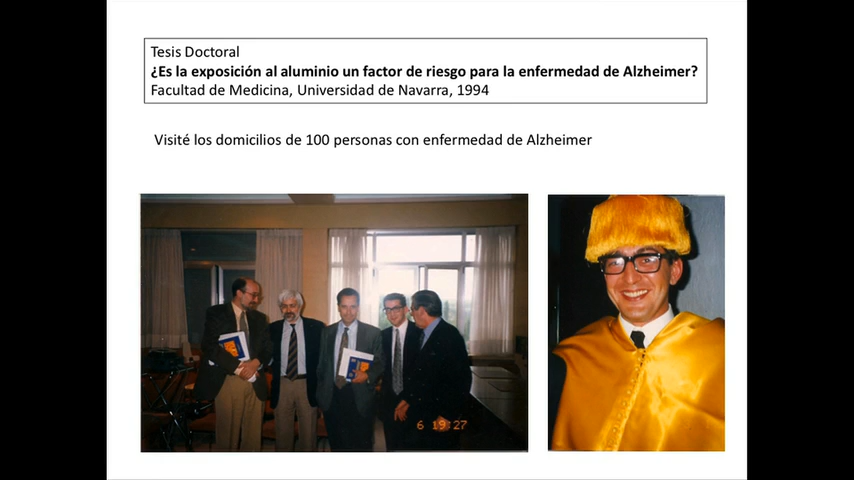 Tesis Doctoral
¿Es la exposición al aluminio un factor de riesgo para la enfermedad de Alzheimer?
Facultad de Medicina, Universidad de Navarra, 1994
Visité los domicilios de 100 personas con enfermedad de Alzheimer
6 19:27